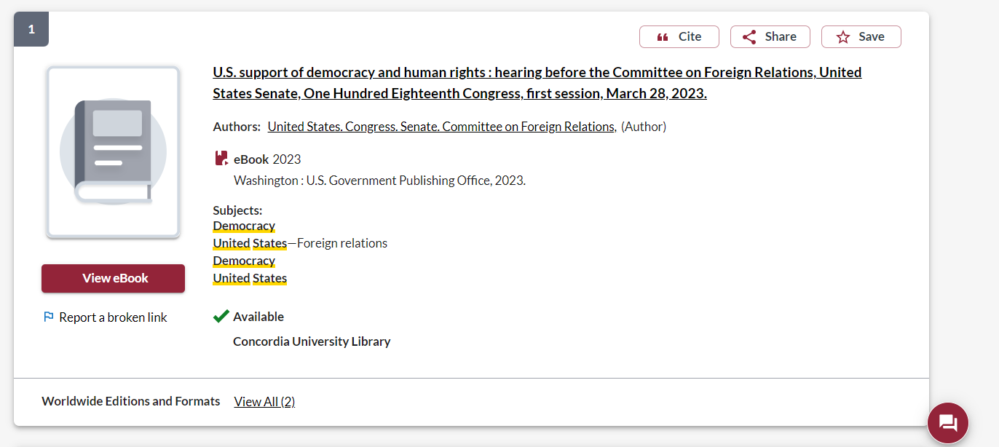 1
Cite
Share
Save
U.S. support of democracy and human rights : hearing before the Committee on Foreign Relations, United
States Senate, One Hundred Eighteenth Congress, first session, March 28, 2023.
Authors: United States. Congress. Senate. Committee on Foreign Relations, (Author)
eBook 2023
Washington : U.S. Government Publishing Office, 2023.
Subjects:
Democracy
United States—Foreign relations
Democracy
United States
View eBook
Report a broken link
Available
Concordia University Library
Worldwide Editions and Formats View All (2)